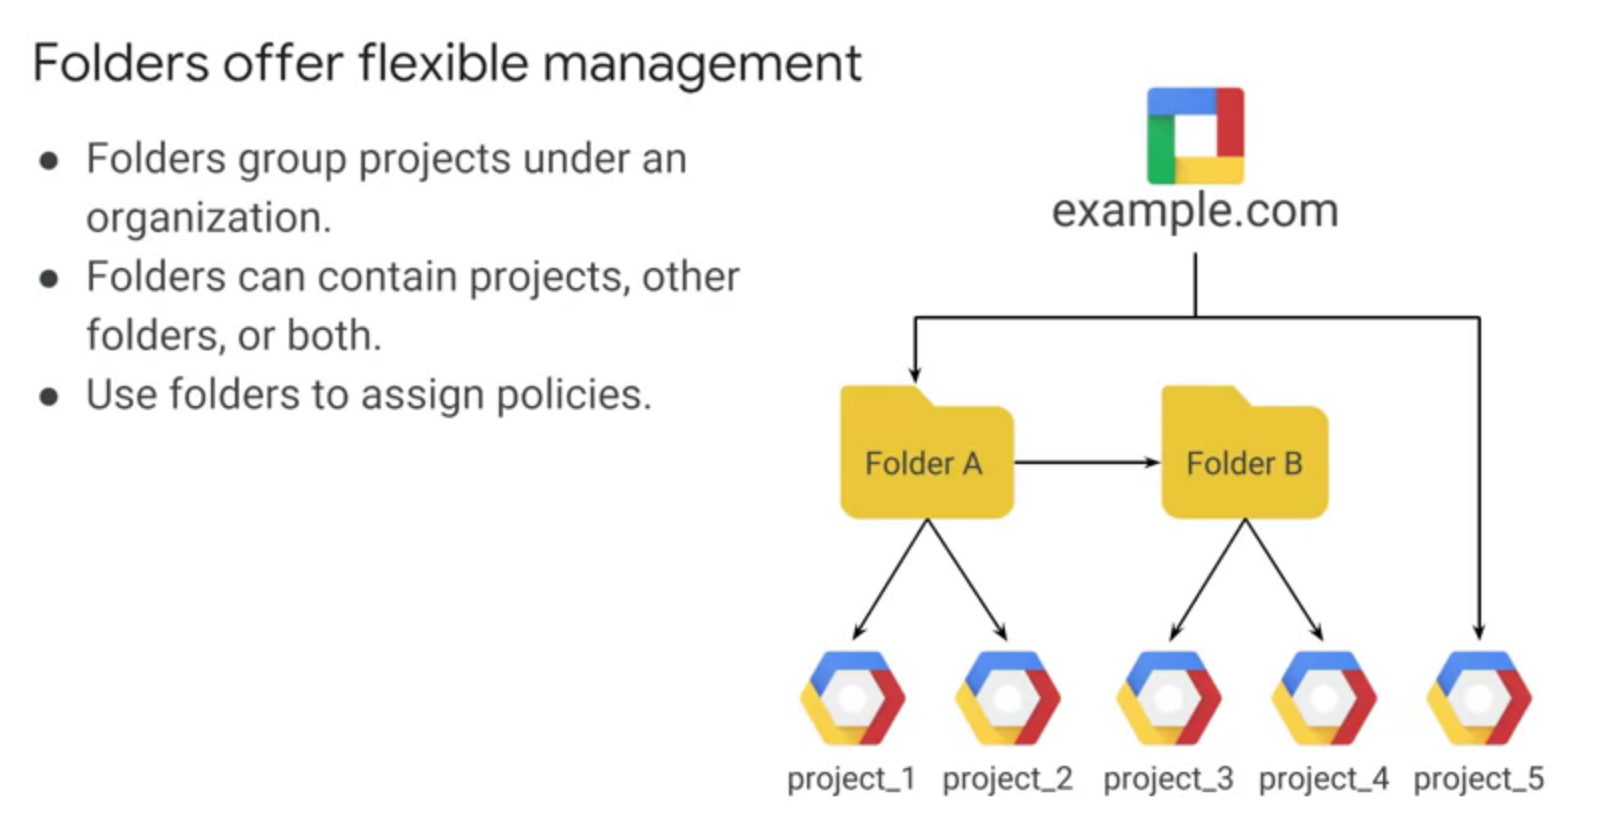 Folders offer flexible management
● Folders group projects under an
organization.
● Folders can contain projects, other
folders, or both.
● Use folders to assign policies.
example.com
Folder A
Folder B
project_1
project_2
project_3
project_4
project_5